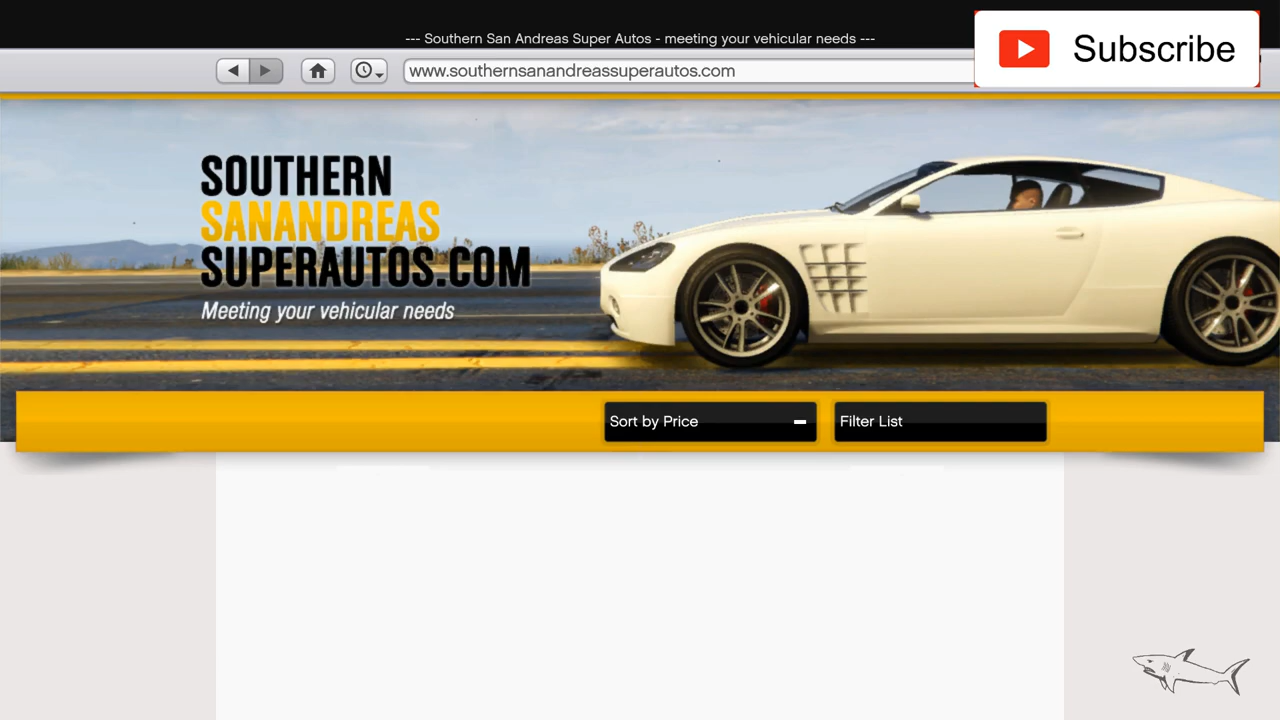 --- Southern San Andreas Super Autos - meeting your vehicular needs ---
Subscribe
www.southernsanandreassuperautos.com
SOUTHERN
SANANDREAS
SUPERAUTOS.COM
Meeting your vehicular needs
Sort by Price
Filter List